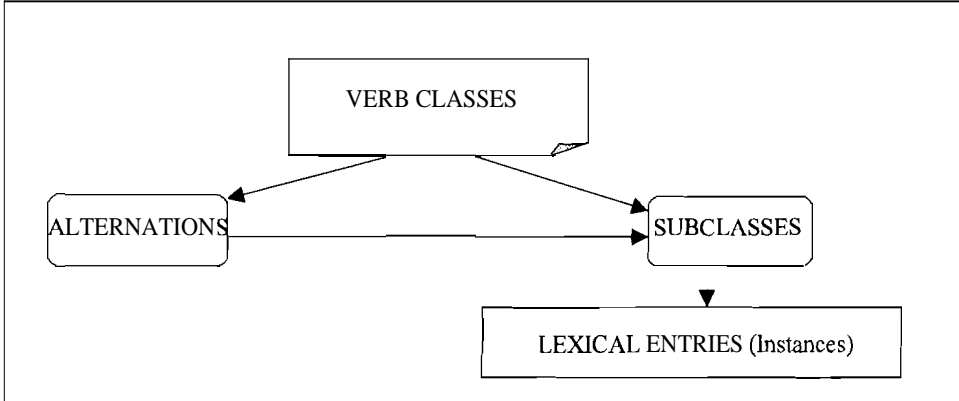 VERB CLASSES
ALTERNATIONS
SUBCLASSES
LEXICAL ENTRIES (Instances)